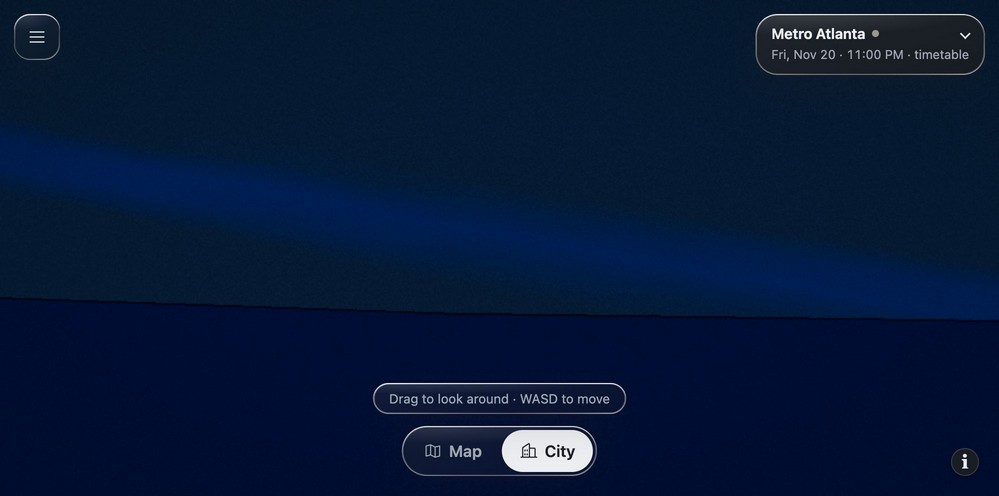 Metro Atlanta
Fri, Nov 20 · 11:00 PM · timetable
Drag to look around · WASD to move
Map
City